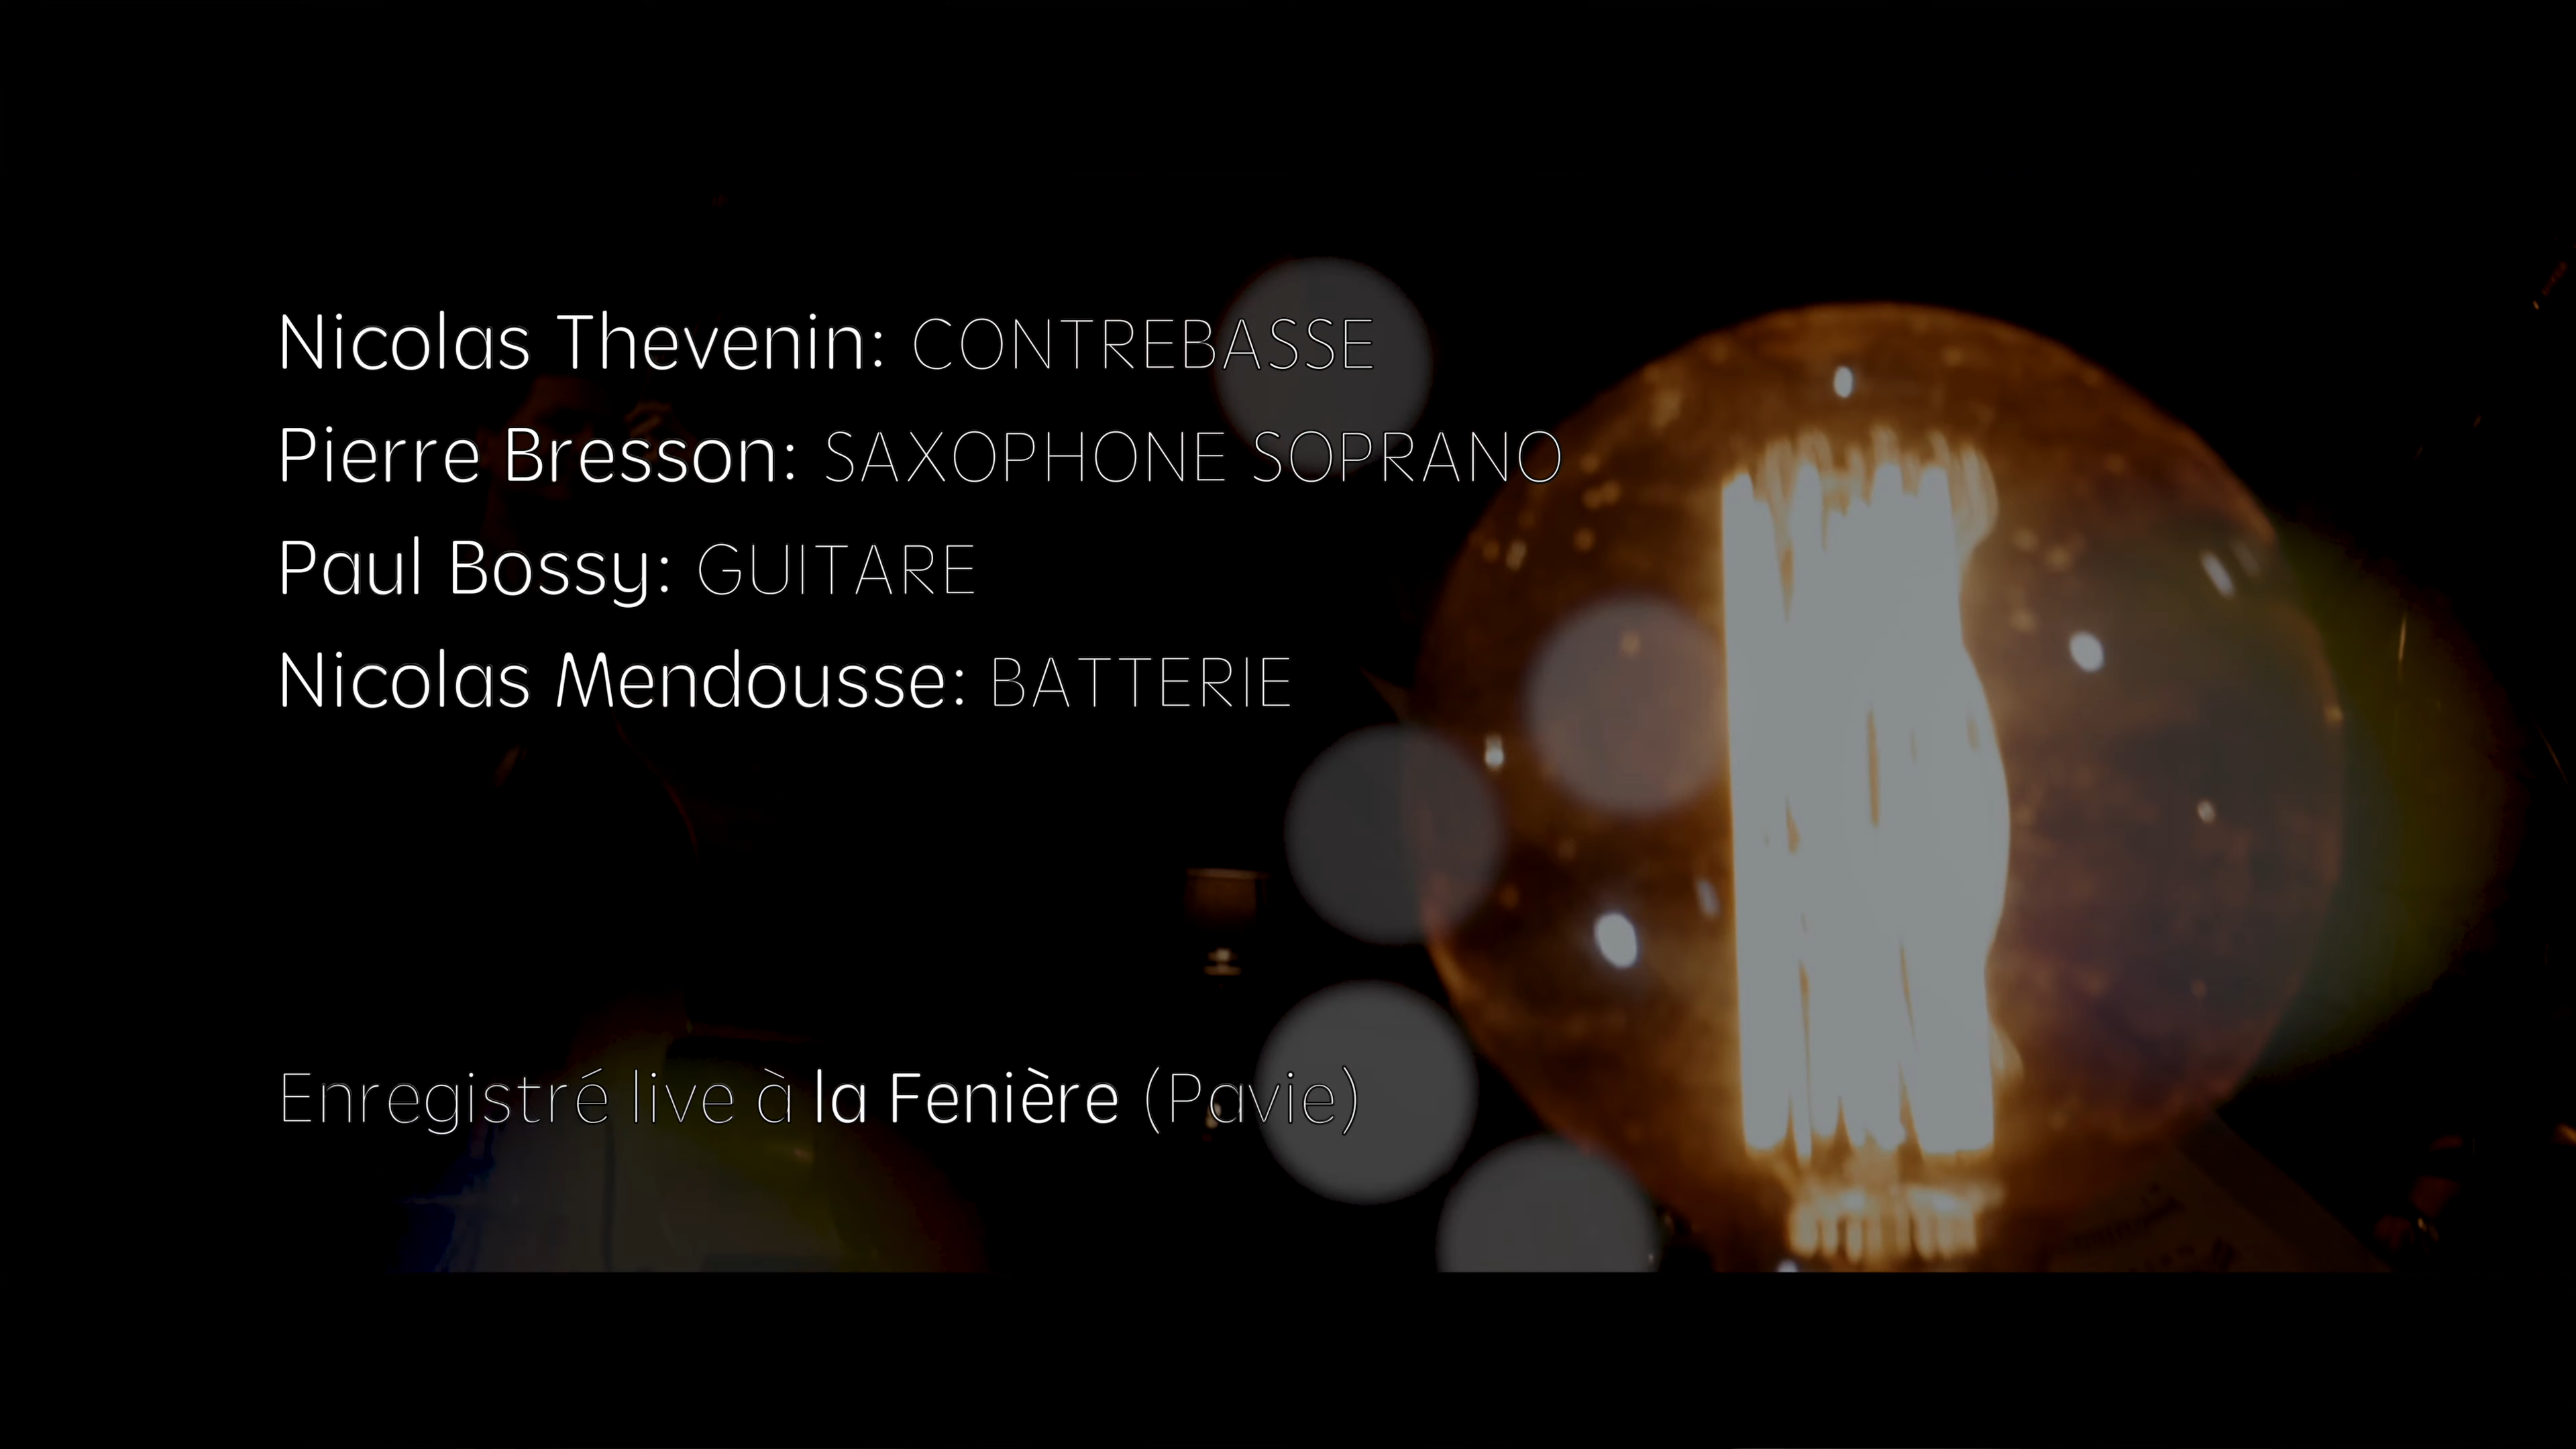 Nicolas Thevenin: CONTREBASSE
Pierre Bresson: SAXOPHONE SOPRANO
Paul Bossy: GUITARE
Nicolas Mendousse: BATTERIE
Enregistré live à la Fenière (Pavie)